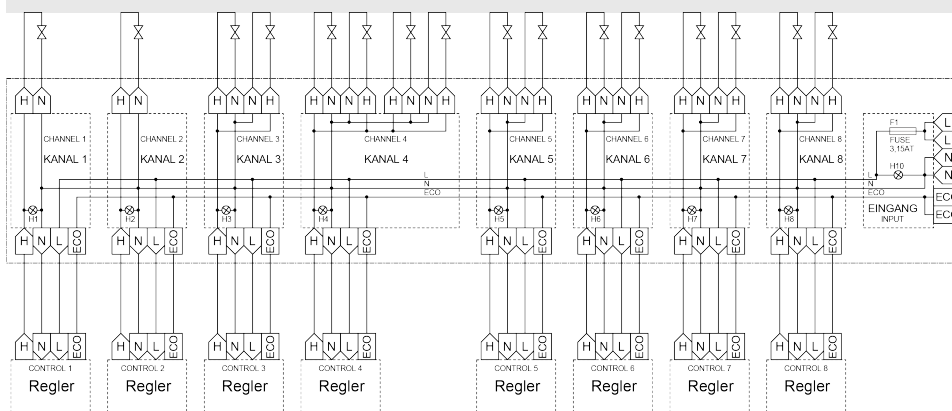 H N H N H N N H H N N H H N N H H N N H H N N H H N N H H N N H
L
L
N
N
ECO
ECO
F1
FUSE
3,15AT
H10
EINGANG
INPUT
CHANNEL 1
KANAL 1
CHANNEL 2
KANAL 2
CHANNEL 3
KANAL 3
CHANNEL 4
KANAL 4
CHANNEL 5
KANAL 5
CHANNEL 6
KANAL 6
CHANNEL 7
KANAL 7
CHANNEL 8
KANAL 8
L
N
ECO
L
N
ECO
H1 H2 H3 H4 H5 H6 H7 H8
H N L ECO H N L ECO H N L ECO H N L ECO H N L ECO H N L ECO H N L ECO H N L ECO
H N L ECO H N L ECO H N L ECO H N L ECO H N L ECO H N L ECO H N L ECO H N L ECO
CONTROL 1
Regler
CONTROL 2
Regler
CONTROL 3
Regler
CONTROL 4
Regler
CONTROL 5
Regler
CONTROL 6
Regler
CONTROL 7
Regler
CONTROL 8
Regler